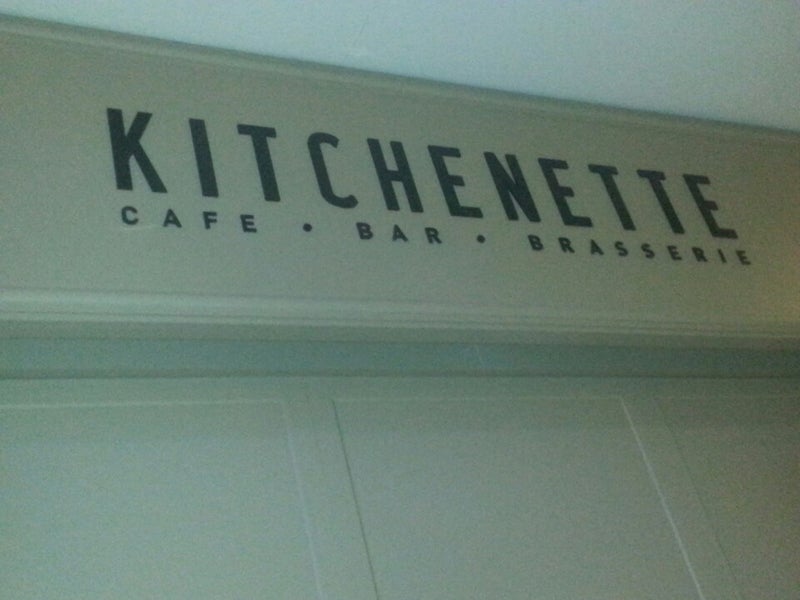 KITCHENETTE
CAFE • BAR • BRASSERIE